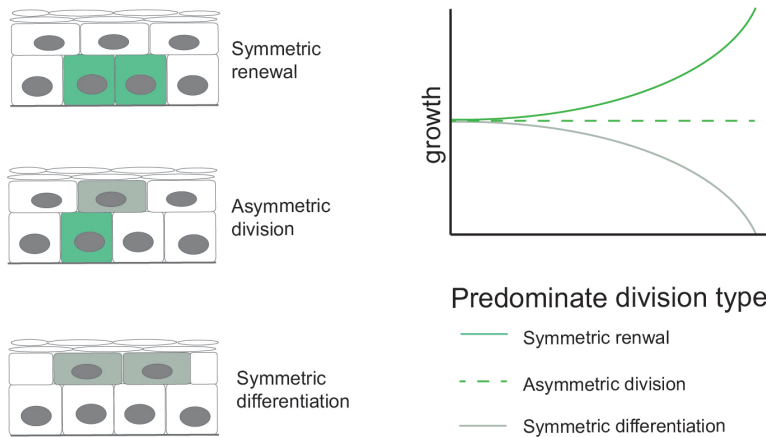 Symmetric
renewal
Asymmetric
division
Symmetric
differentiation
growth
Predominate division type
Symmetric renwal
Asymmetric division
Symmetric differentiation